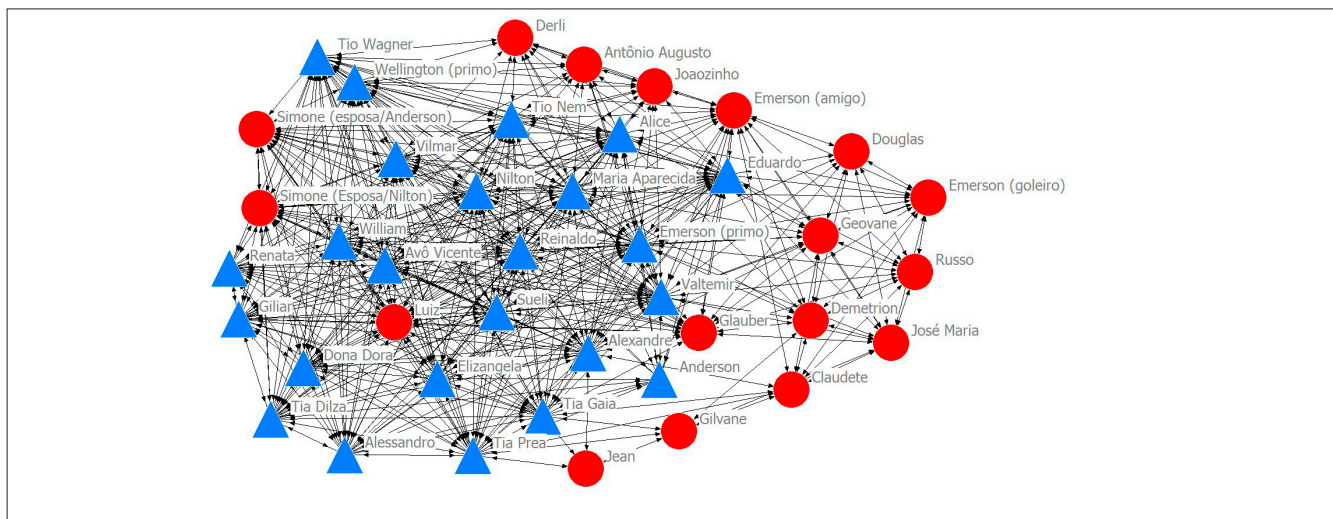 Derli
Tio Wagner
Antônio Augusto
Wellington (primo)
Joaozinho
Emerson (amigo)
Tio Nem
Simone (esposa/Anderson)
Alice
Douglas
Vilmar
Eduardo
Nilton
Maria Aparecida
Emerson (goleiro)
Simone (Esposa/Nilton)
Geovane
William
Reinaldo
Emerson (primo)
Renata
Avô Vicente
Russo
Valtemir
Giliar
Luiz
Sueli
Glauber
Demetrion
José Maria
Alexandre
Dona Dora
Elizangela
Anderson
Claudete
Tia Dilza
Tia Gaia
Gilvane
Alessandro
Tia Prea
Jean